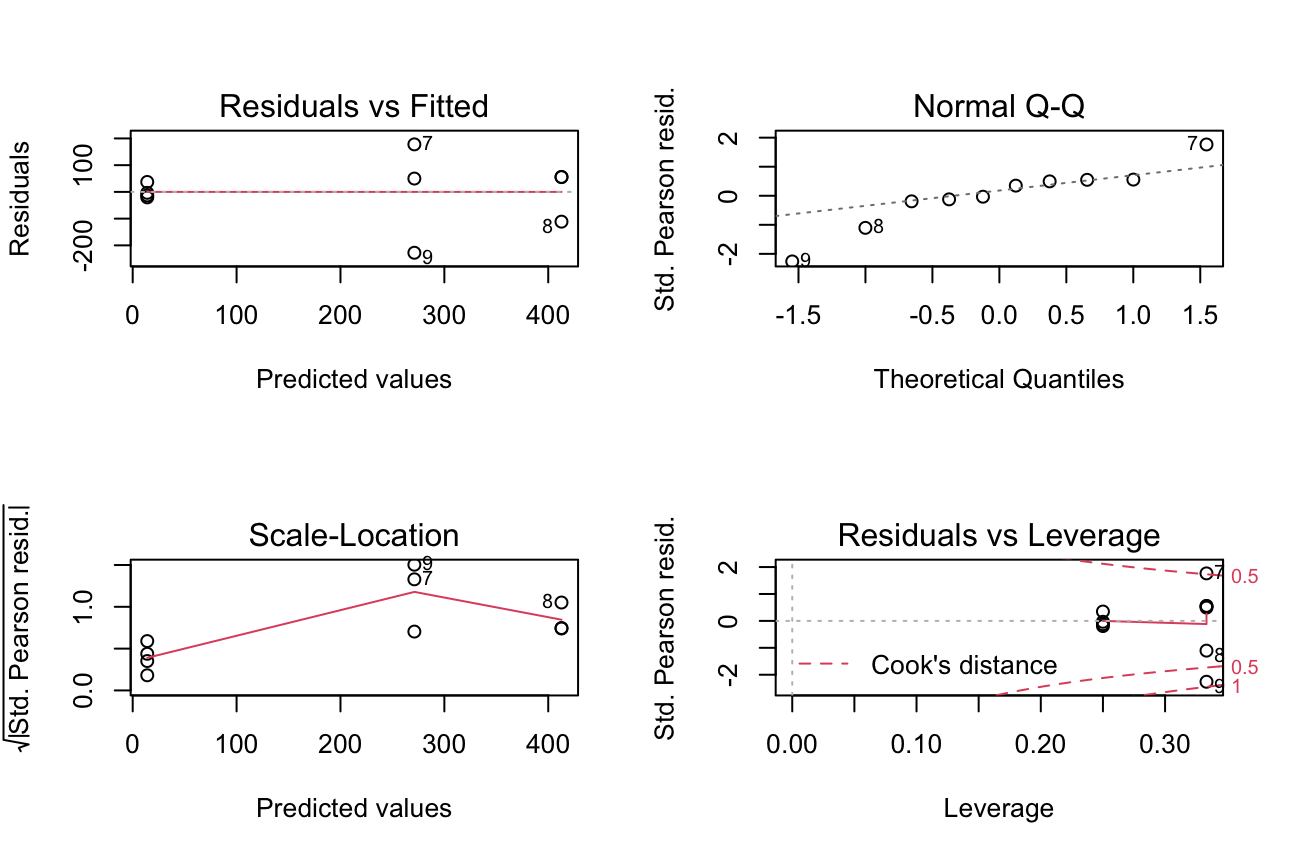 Residuals vs Fitted
Residuals
100
-200
7
8
9
0 100 200 300 400
Predicted values
Normal Q-Q
Std. Pearson resid.
2
0
-2
7
8
9
-1.5 -0.5 0.0 0.5 1.0 1.5
Theoretical Quantiles
Scale-Location
√|Std. Pearson resid.|
1.0
0.0
9
7
8
0 100 200 300 400
Predicted values
Residuals vs Leverage
Std. Pearson resid.
2
0
-2
7
8
9
0.5
0.5
1
Cook's distance
0.00 0.10 0.20 0.30
Leverage